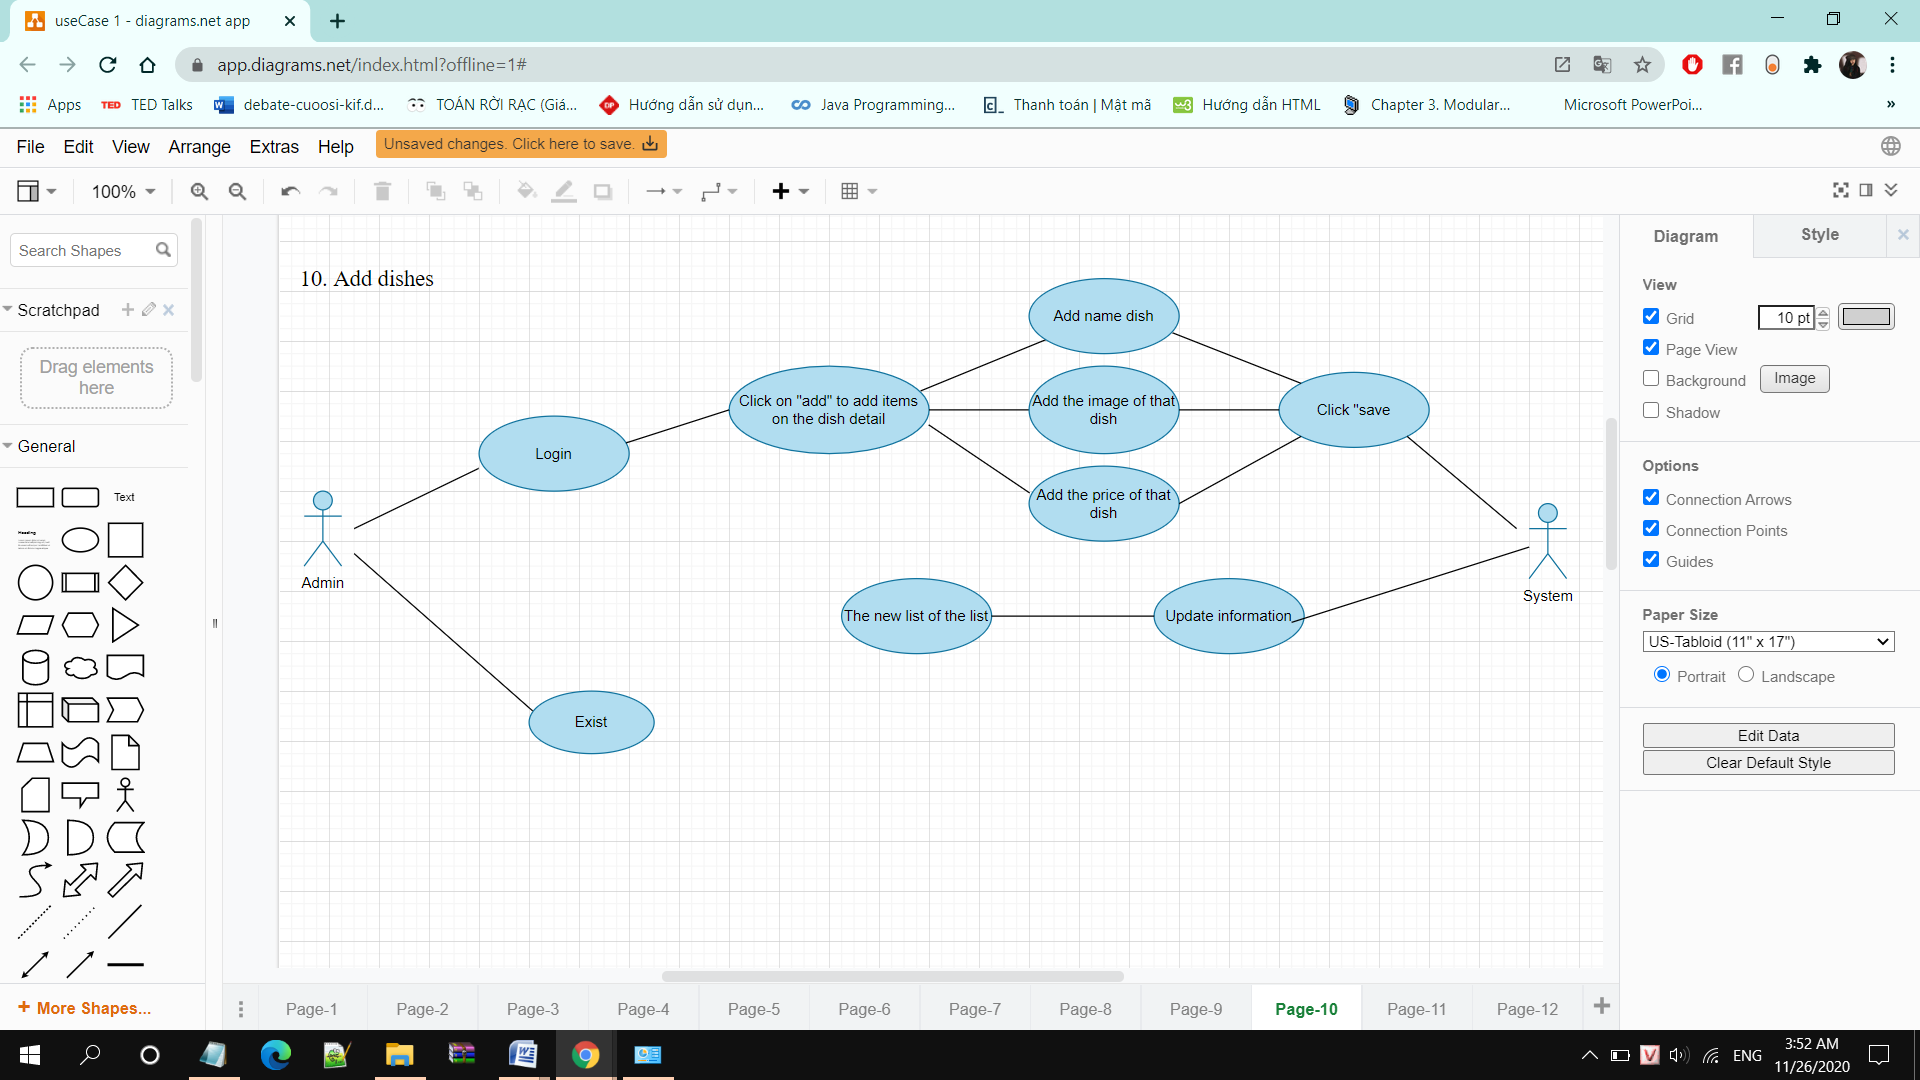 useCase 1 - diagrams.net app
app.diagrams.net/index.html?offline=1#
Apps
TED
TED Talks
debate-cuoosi-kif.d...
TOÁN RỜI RẠC (Giá...
Hướng dẫn sử dụn...
Java Programming...
Thanh toán | Mật mã
Hướng dẫn HTML
Chapter 3. Modular...
Microsoft PowerPoi...
File
Edit
View
Arrange
Extras
Help
Unsaved changes. Click here to save.
100%
Search Shapes
Scratchpad
Drag elements
here
General
Text
Heading
More Shapes...
10. Add dishes
Add name dish
Click on "add" to add items
on the dish detail
Add the image of that
dish
Click "save
Login
Add the price of that
dish
Admin
System
The new list of the list
Update information
Exist
Diagram
Style
View
Grid
10 pt
Page View
Background
Image
Shadow
Options
Connection Arrows
Connection Points
Guides
Paper Size
US-Tabloid (11" x 17")
Portrait
Landscape
Edit Data
Clear Default Style
Page-1
Page-2
Page-3
Page-4
Page-5
Page-6
Page-7
Page-8
Page-9
Page-10
Page-11
Page-12
ENG
3:52 AM
11/26/2020